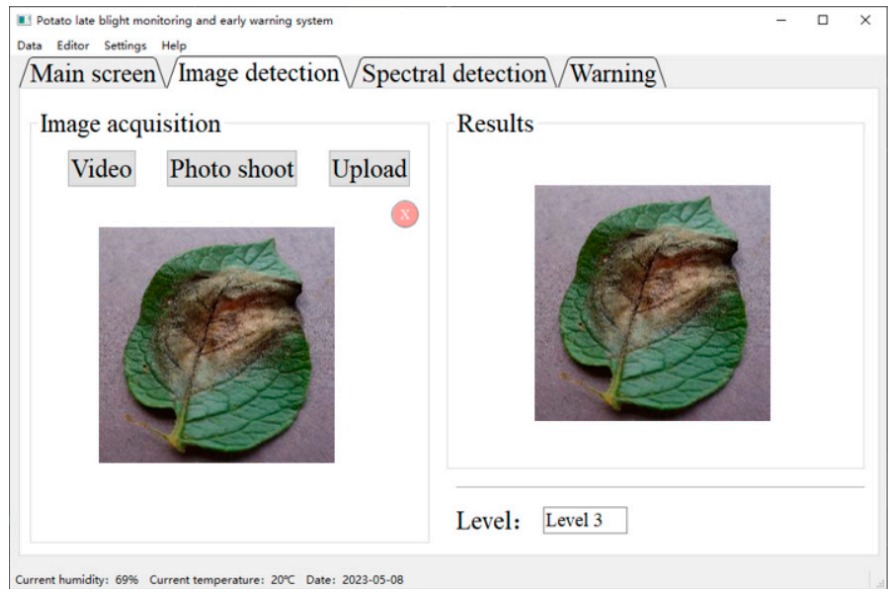 Potato late blight monitoring and early warning system
Data Editor Settings Help
Main screen Image detection Spectral detection Warning
Image acquisition
Video Photo shoot Upload
X
Results
Level: Level 3
Current humidity: 69% Current temperature: 20℃ Date: 2023-05-08